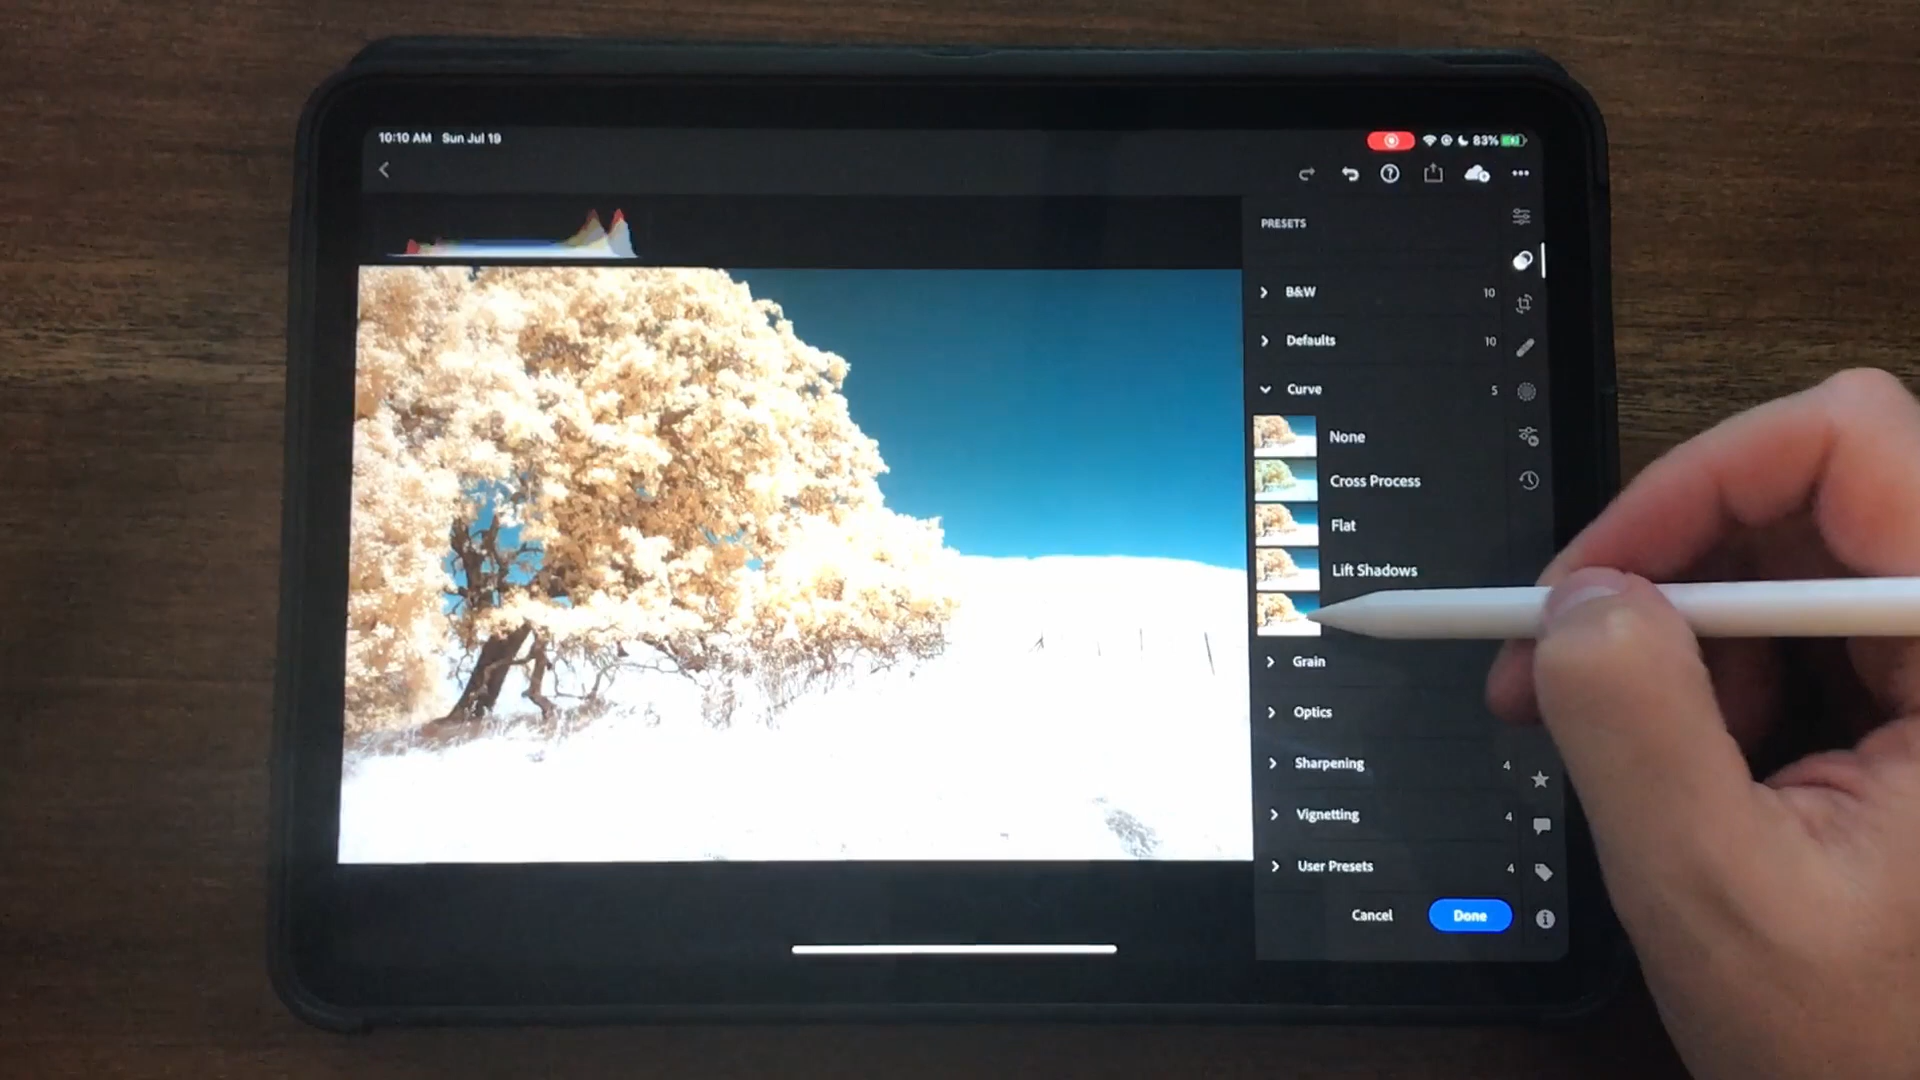 10:10 AM Sun Jul 19
83%
PRESETS
B&W 10
Defaults 10
Curve 5
None
Cross Process
Flat
Lift Shadows
Grain
Optics
Sharpening 4
Vignetting 4
User Presets 4
Cancel Done